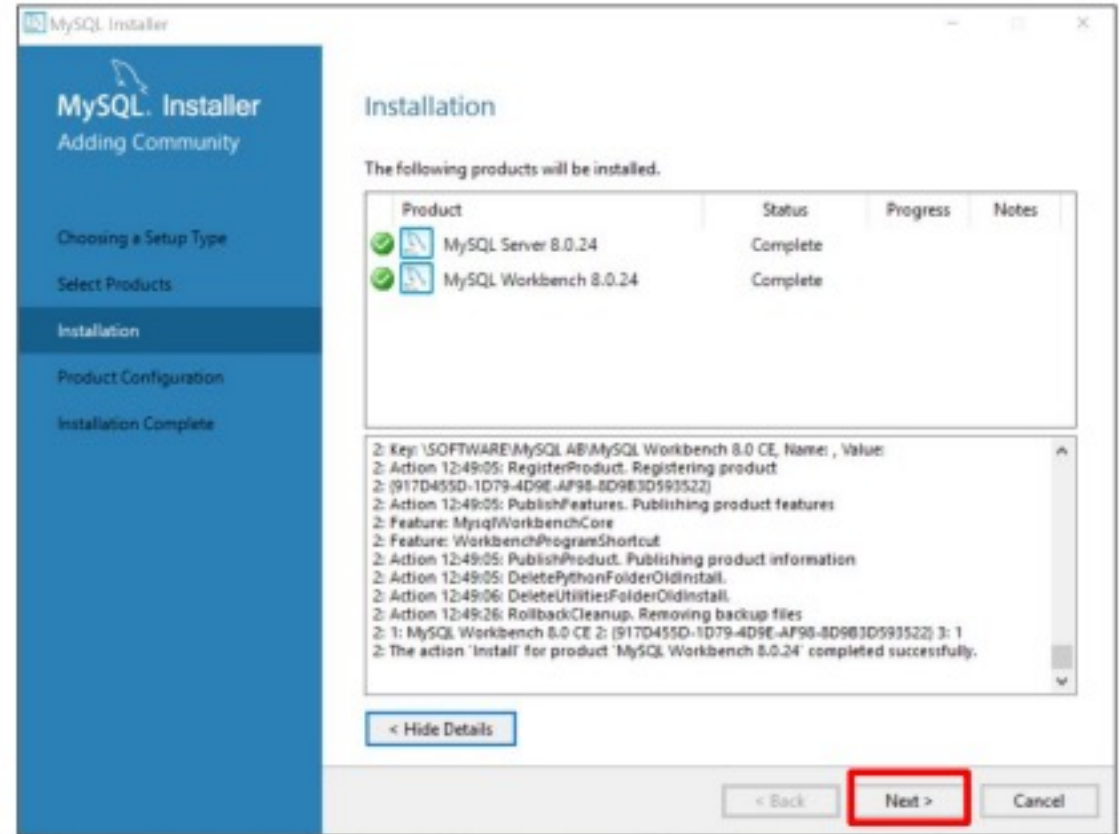 MySQL Installer
MySQL. Installer
Adding Community
Choosing a Setup Type
Select Products
Installation
Product Configuration
Installation Complete
Installation
The following products will be installed.
Product Status Progress Notes
MySQL Server 8.0.24 Complete
MySQL Workbench 8.0.24 Complete
2: Key: \SOFTWARE\MySQL AB\MySQL Workbench 8.0 CE, Name: , Value:
2: Action 12:49:05: RegisterProduct. Registering product
2: {917D455D-1D79-4D9E-AF98-8D9B3D593522}
2: Action 12:49:05: PublishFeatures. Publishing product features
2: Feature: MysqlWorkbenchCore
2: Feature: WorkbenchProgramShortcut
2: Action 12:49:05: PublishProduct. Publishing product information
2: Action 12:49:05: DeletePythonFolderOldInstall.
2: Action 12:49:06: DeleteUtilitiesFolderOldInstall.
2: Action 12:49:26: RollbackCleanup. Removing backup files
2: 1: MySQL Workbench 8.0 CE 2: {917D455D-1D79-4D9E-AF98-8D9B3D593522} 3: 1
2: The action 'Install' for product 'MySQL Workbench 8.0.24' completed successfully.
< Hide Details
< Back Next > Cancel